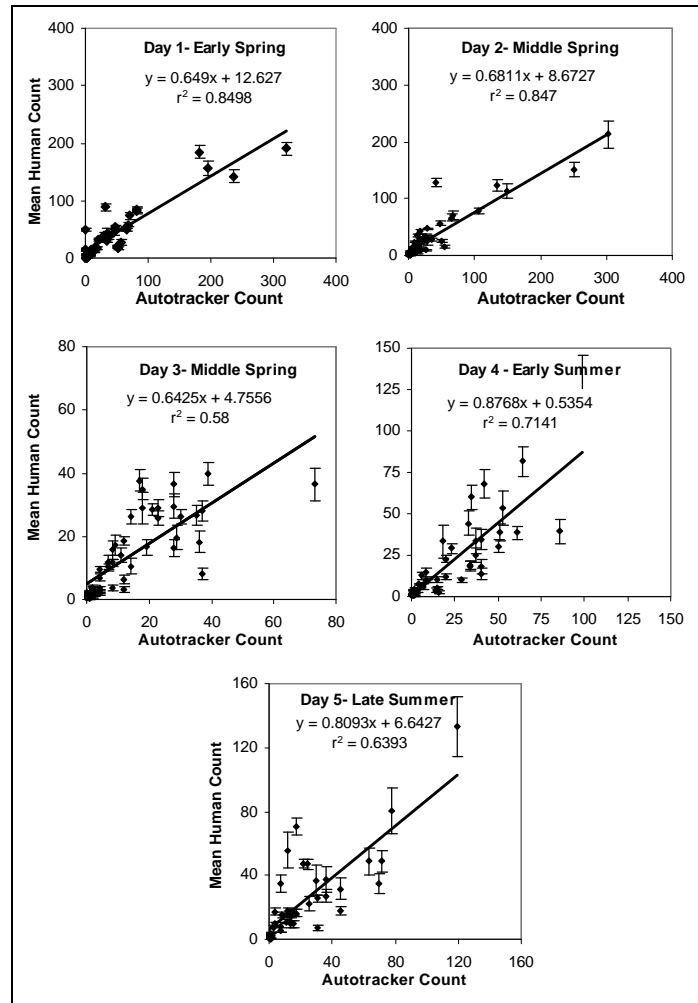 Day 1- Early Spring
y = 0.649x + 12.627
r² = 0.8498
Mean Human Count
400
300
200
100
0
0 100 200 300 400
Autotracker Count
Day 2- Middle Spring
y = 0.6811x + 8.6727
r² = 0.847
400
300
200
100
0
0 100 200 300 400
Autotracker Count
Day 3- Middle Spring
y = 0.6425x + 4.7556
r² = 0.58
Mean Human Count
80
60
40
20
0
0 20 40 60 80
Autotracker Count
Day 4 - Early Summer
y = 0.8768x + 0.5354
r² = 0.7141
Mean Human Count
150
125
100
75
50
25
0
0 25 50 75 100 125 150
Autotracker Count
Day 5- Late Summer
y = 0.8093x + 6.6427
r² = 0.6393
Mean Human Count
160
120
80
40
0
0 40 80 120 160
Autotracker Count